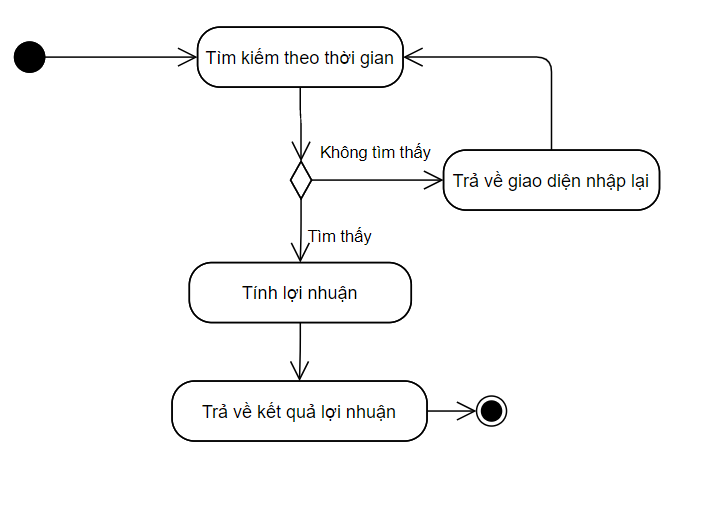 Tìm kiếm theo thời gian
Không tìm thấy
Trả về giao diện nhập lại
Tìm thấy
Tính lợi nhuận
Trả về kết quả lợi nhuận